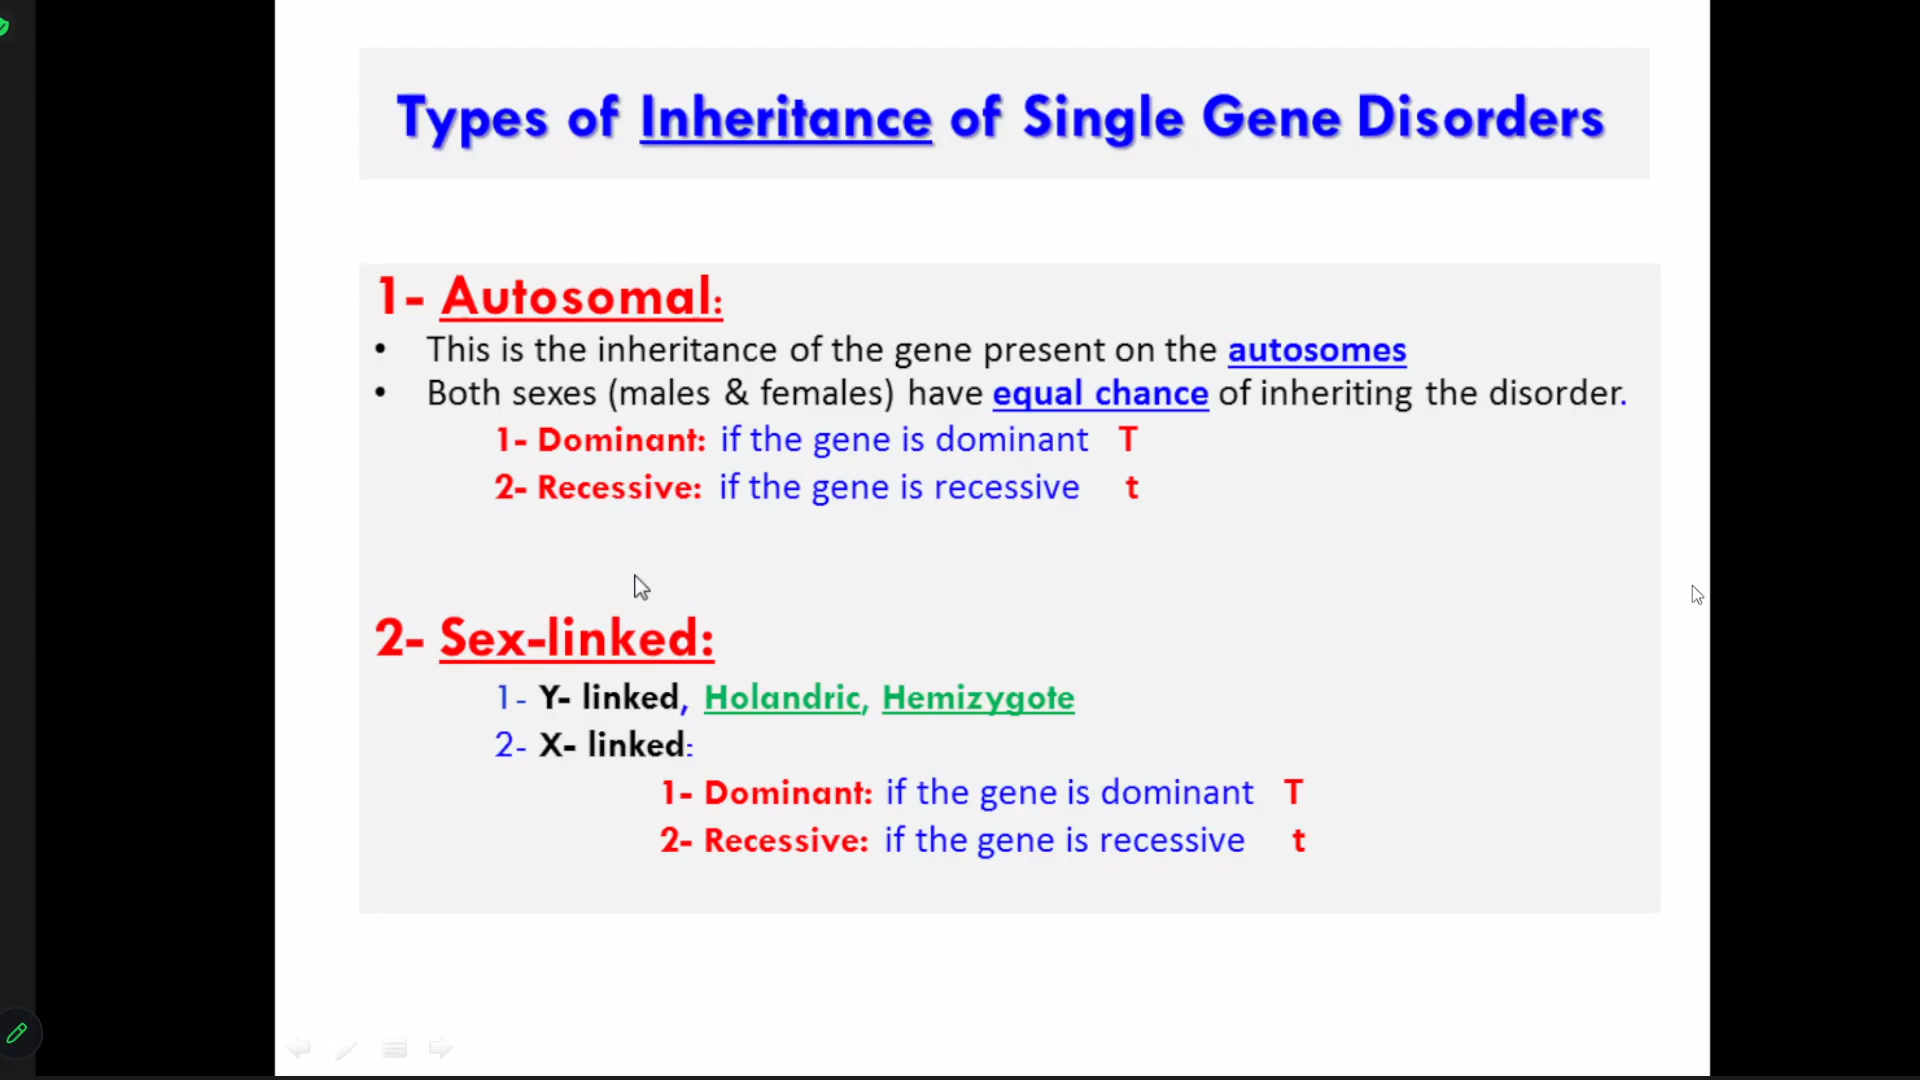 Types of Inheritance of Single Gene Disorders
1- Autosomal:
• This is the inheritance of the gene present on the autosomes
• Both sexes (males & females) have equal chance of inheriting the disorder.
1- Dominant: if the gene is dominant T
2- Recessive: if the gene is recessive t
2- Sex-linked:
1- Y- linked, Holandric, Hemizygote
2- X- linked:
1- Dominant: if the gene is dominant T
2- Recessive: if the gene is recessive t